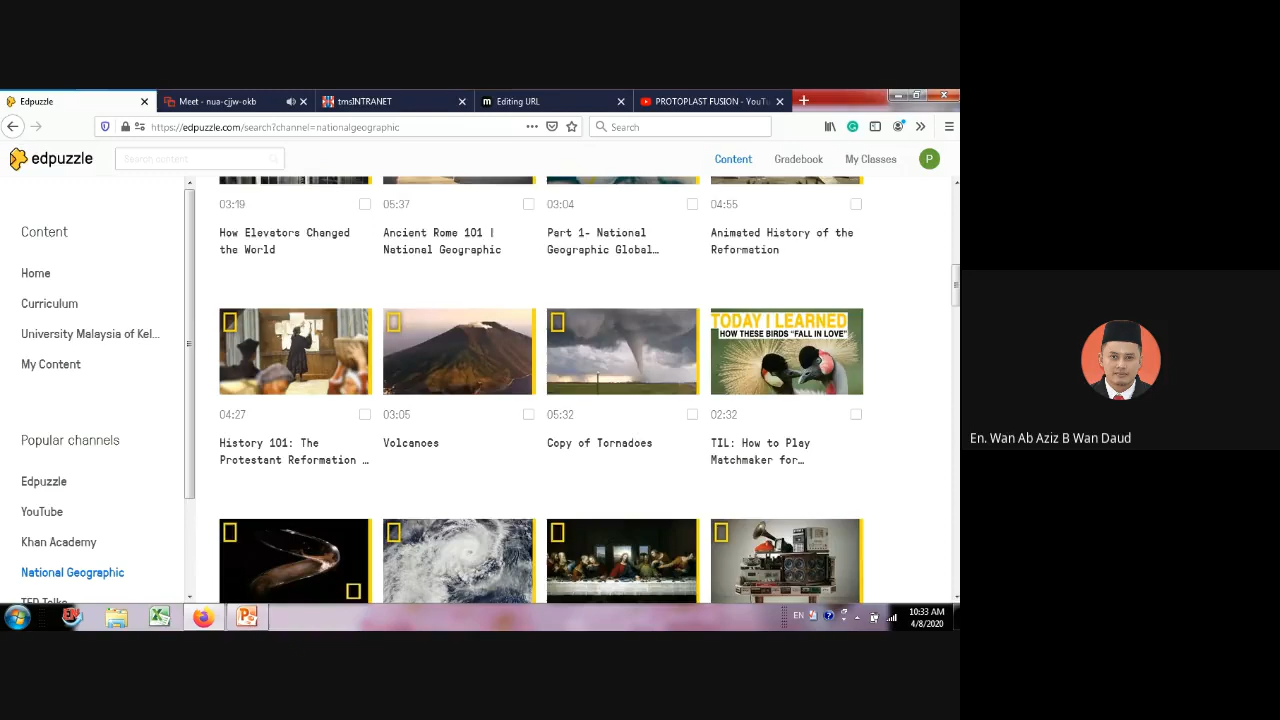 Edpuzzle
Meet - nua-cjjw-okb
tmsINTRANET
Editing URL
PROTOPLAST FUSION - YouTu
https://edpuzzle.com/search?channel=nationalgeographic
Search
edpuzzle
Search content
Content
Gradebook
My Classes
P
Content
Home
Curriculum
University Malaysia of Kel...
My Content
Popular channels
Edpuzzle
YouTube
Khan Academy
National Geographic
TED Talks
03:19
05:37
03:04
04:55
How Elevators Changed
the World
Ancient Rome 101 |
National Geographic
Part 1- National
Geographic Global...
Animated History of the
Reformation
TODAY I LEARNED
HOW THESE BIRDS "FALL IN LOVE"
04:27
03:05
05:32
02:32
History 101: The
Protestant Reformation …
Volcanoes
Copy of Tornadoes
TIL: How to Play
Matchmaker for…
EN
10:33 AM
4/8/2020
En. Wan Ab Aziz B Wan Daud